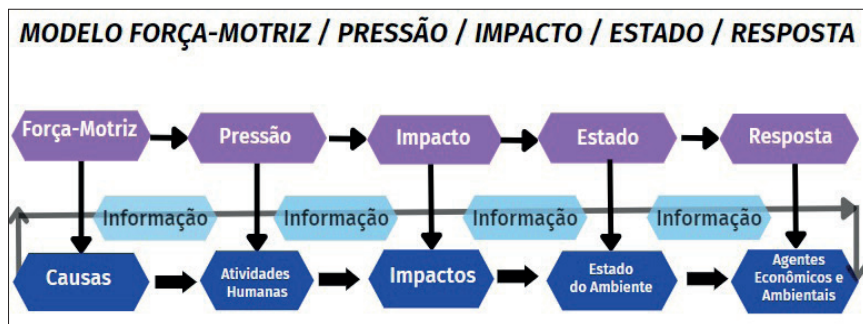 MODELO FORÇA-MOTRIZ / PRESSÃO / IMPACTO / ESTADO / RESPOSTA
Força-Motriz
Pressão
Impacto
Estado
Resposta
Informação
Informação
Informação
Informação
Causas
Atividades
Humanas
Impactos
Estado
do Ambiente
Agentes
Econômicos e
Ambientais